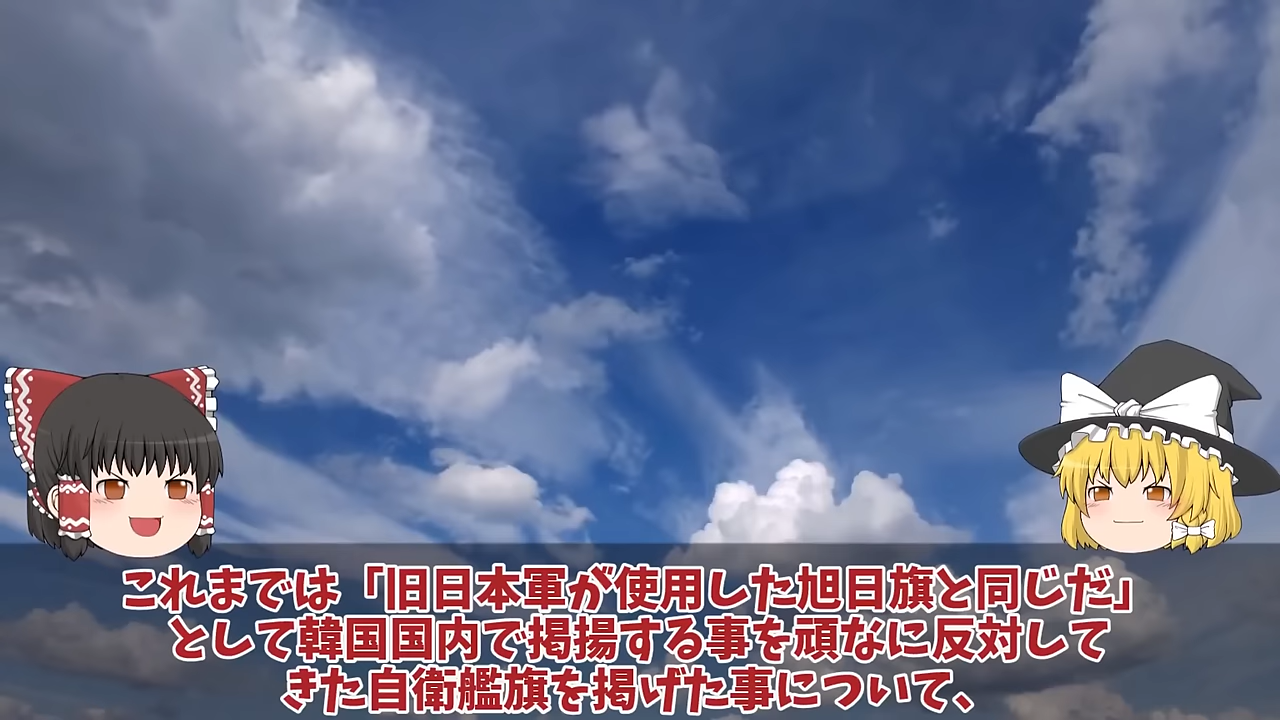 これまでは「旧日本軍が使用した旭日旗と同じだ」
として韓国国内で掲揚する事を頑なに反対して
きた自衛艦旗を掲げた事について、